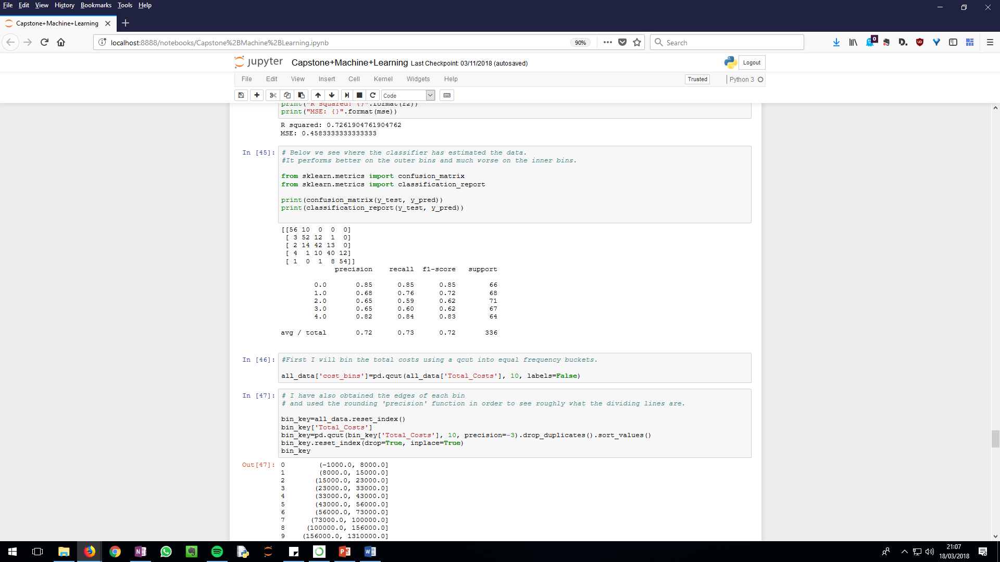 File Edit View History Bookmarks Tools Help
Capstone+Machine+Learning
localhost:8888/notebooks/Capstone%2BMachine%2BLearning.ipynb
90%
Search
0
jupyter Capstone+Machine+Learning Last Checkpoint: 03/11/2018 (autosaved)
Logout
File Edit View Insert Cell Kernel Widgets Help
Trusted
Python 3
Code
print("R squared: {}".format(r2))
print("MSE: {}".format(mse))
R squared: 0.7261904761904762
MSE: 0.4583333333333333
In [45]:
# Below we see where the classifier has estimated the data.
#It performs better on the outer bins and much worse on the inner bins.
from sklearn.metrics import confusion_matrix
from sklearn.metrics import classification_report
print(confusion_matrix(y_test, y_pred))
print(classification_report(y_test, y_pred))
[[56 10  0  0  0]
 [ 3 52 12  1  0]
 [ 2 14 42 13  0]
 [ 4  1 10 40 12]
 [ 1  0  1  8 54]]
precision recall f1-score support
0.0 0.85 0.85 0.85 66
1.0 0.68 0.76 0.72 68
2.0 0.65 0.59 0.62 71
3.0 0.65 0.60 0.62 67
4.0 0.82 0.84 0.83 64
avg / total 0.72 0.73 0.72 336
In [46]:
#First I will bin the total costs using a qcut into equal frequency buckets.
all_data['cost_bins']=pd.qcut(all_data['Total_Costs'], 10, labels=False)
In [47]:
# I have also obtained the edges of each bin
# and used the rounding 'precision' function in order to see roughly what the dividing lines are.
bin_key=all_data.reset_index()
bin_key['Total_Costs']
bin_key=pd.qcut(bin_key['Total_Costs'], 10, precision=-3).drop_duplicates().sort_values()
bin_key.reset_index(drop=True, inplace=True)
bin_key
Out[47]:
0 (-1000.0, 8000.0]
1 (8000.0, 15000.0]
2 (15000.0, 23000.0]
3 (23000.0, 33000.0]
4 (33000.0, 43000.0]
5 (43000.0, 56000.0]
6 (56000.0, 73000.0]
7 (73000.0, 100000.0]
8 (100000.0, 156000.0]
9 (156000.0, 1310000.0]
21:07
18/03/2018